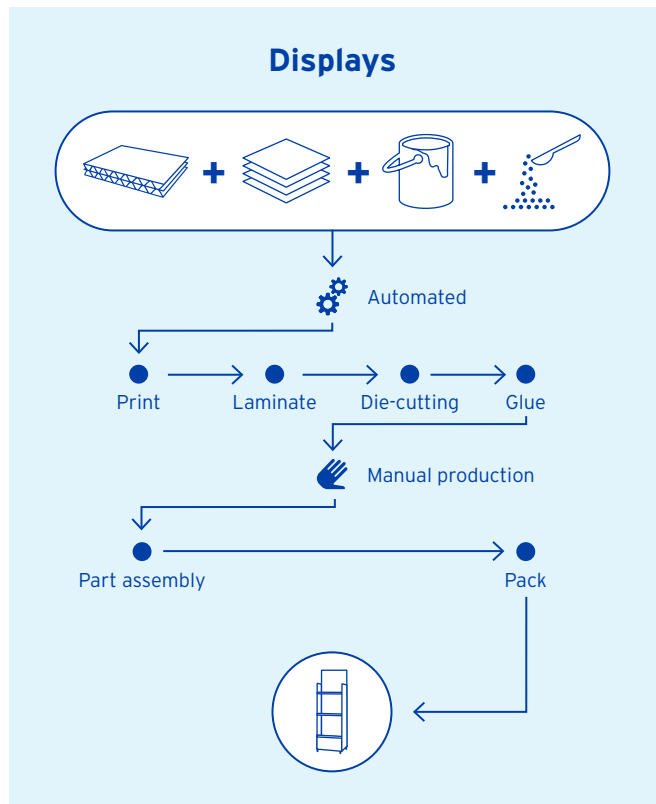 Displays
Automated
Print
Laminate
Die-cutting
Glue
Manual production
Part assembly
Pack